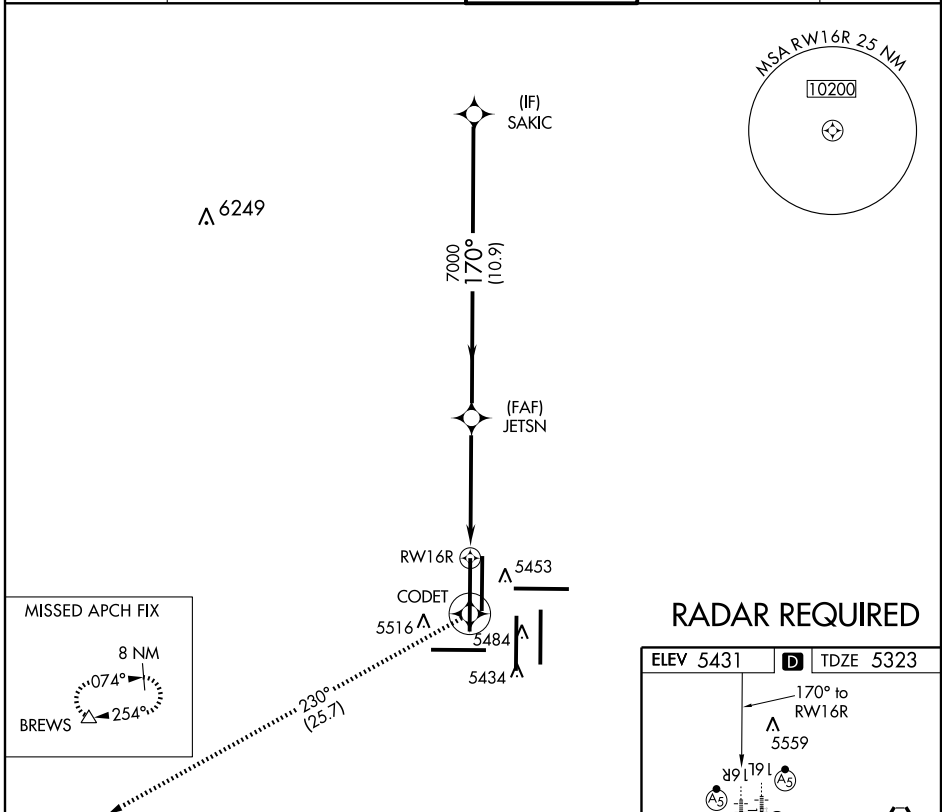 MSA RW16R 25 NM
10200
(IF)
SAKIC
6249
7000
170°
(10.9)
(FAF)
JETSN
RW16R
5453
CODET
5516
5484
5434
230°
(25.7)
MISSED APCH FIX
8 NM
074°
254°
BREWS
RADAR REQUIRED
ELEV 5431 D TDZE 5323
170° to
RW16R
5559
16R 16L
A5
A5